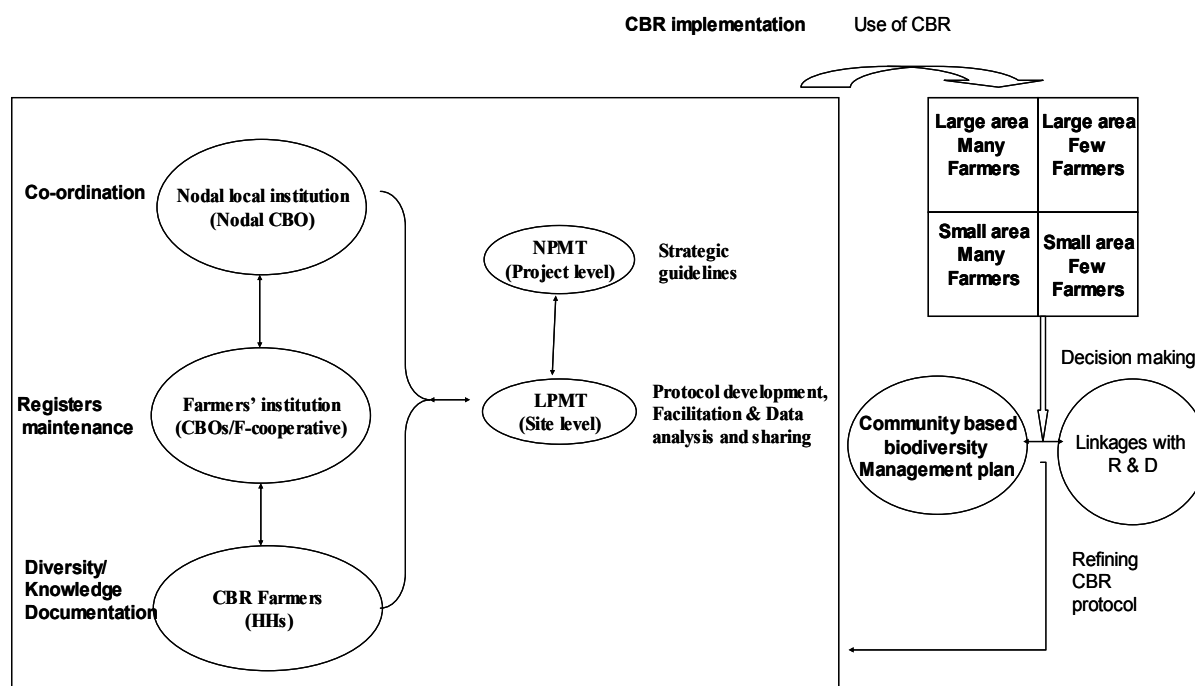 CBR implementation
Use of CBR
Co-ordination
Nodal local institution
(Nodal CBO)
Registers
maintenance
Farmers' institution
(CBOs/F-cooperative)
Diversity/
Knowledge
Documentation
CBR Farmers
(HHs)
NPMT
(Project level)
Strategic
guidelines
LPMT
(Site level)
Protocol development,
Facilitation & Data
analysis and sharing
Large area
Many
Farmers
Large area
Few
Farmers
Small area
Many
Farmers
Small area
Few
Farmers
Decision making
Community based
biodiversity
Management plan
Linkages with
R & D
Refining
CBR
protocol